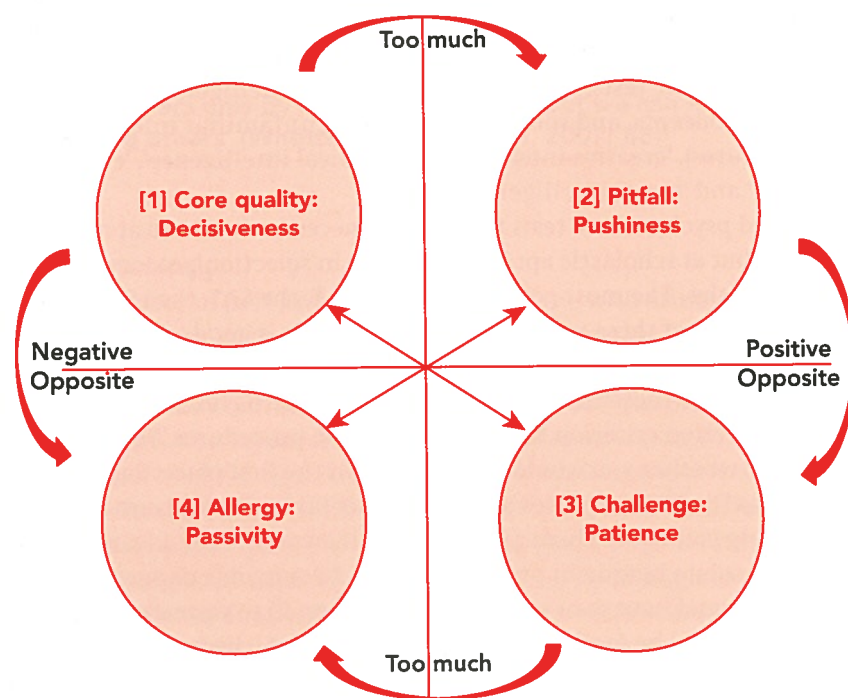 Too much
[1] Core quality:
Decisiveness
[2] Pitfall:
Pushiness
Negative
Opposite
Positive
Opposite
[4] Allergy:
Passivity
[3] Challenge:
Patience
Too much